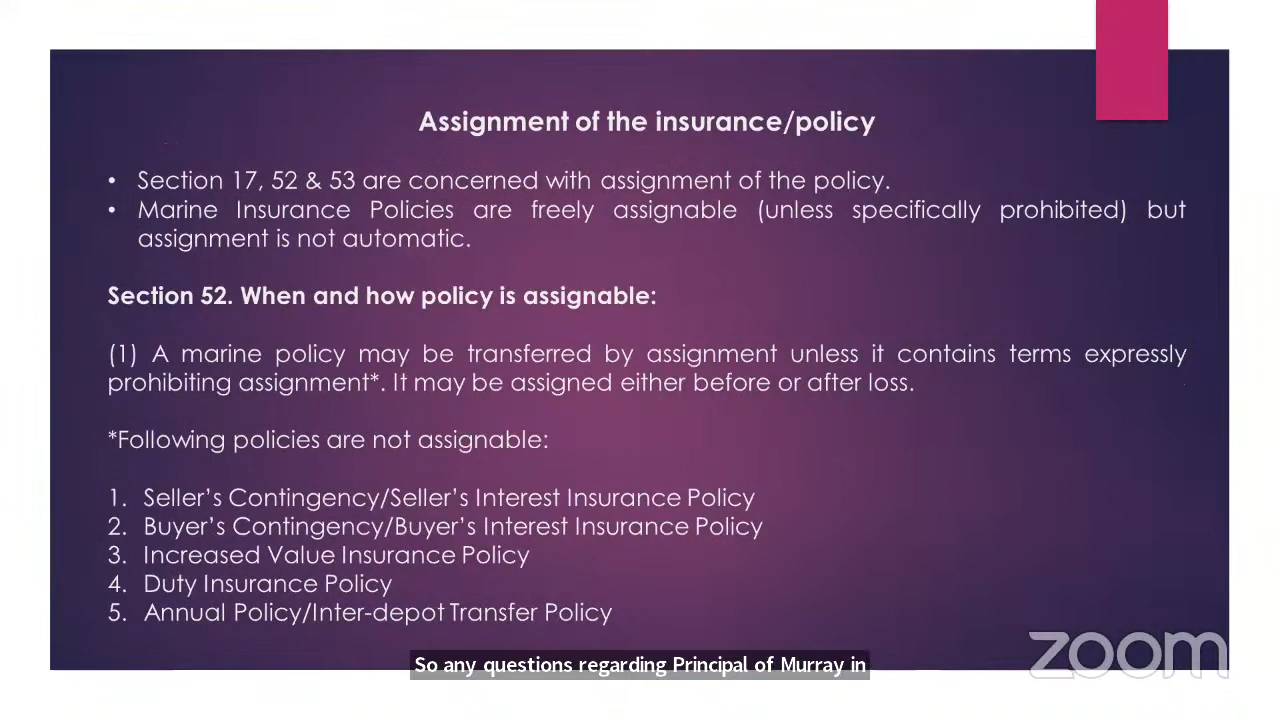 Assignment of the insurance/policy
• Section 17, 52 & 53 are concerned with assignment of the policy.
• Marine Insurance Policies are freely assignable (unless specifically prohibited) but
assignment is not automatic.
Section 52. When and how policy is assignable:
(1) A marine policy may be transferred by assignment unless it contains terms expressly
prohibiting assignment*. It may be assigned either before or after loss.
*Following policies are not assignable:
1. Seller’s Contingency/Seller’s Interest Insurance Policy
2. Buyer’s Contingency/Buyer’s Interest Insurance Policy
3. Increased Value Insurance Policy
4. Duty Insurance Policy
5. Annual Policy/Inter-depot Transfer Policy
zoom
So any questions regarding Principal of Murray in